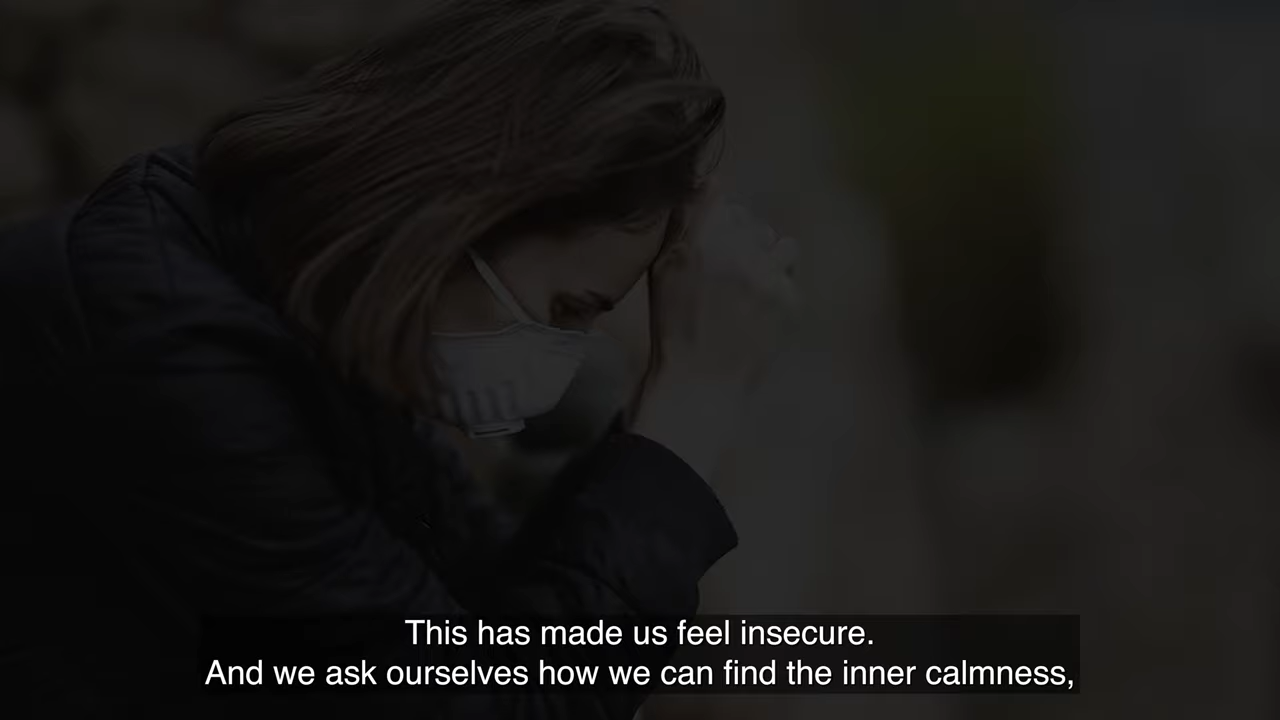 This has made us feel insecure.
And we ask ourselves how we can find the inner calmness,